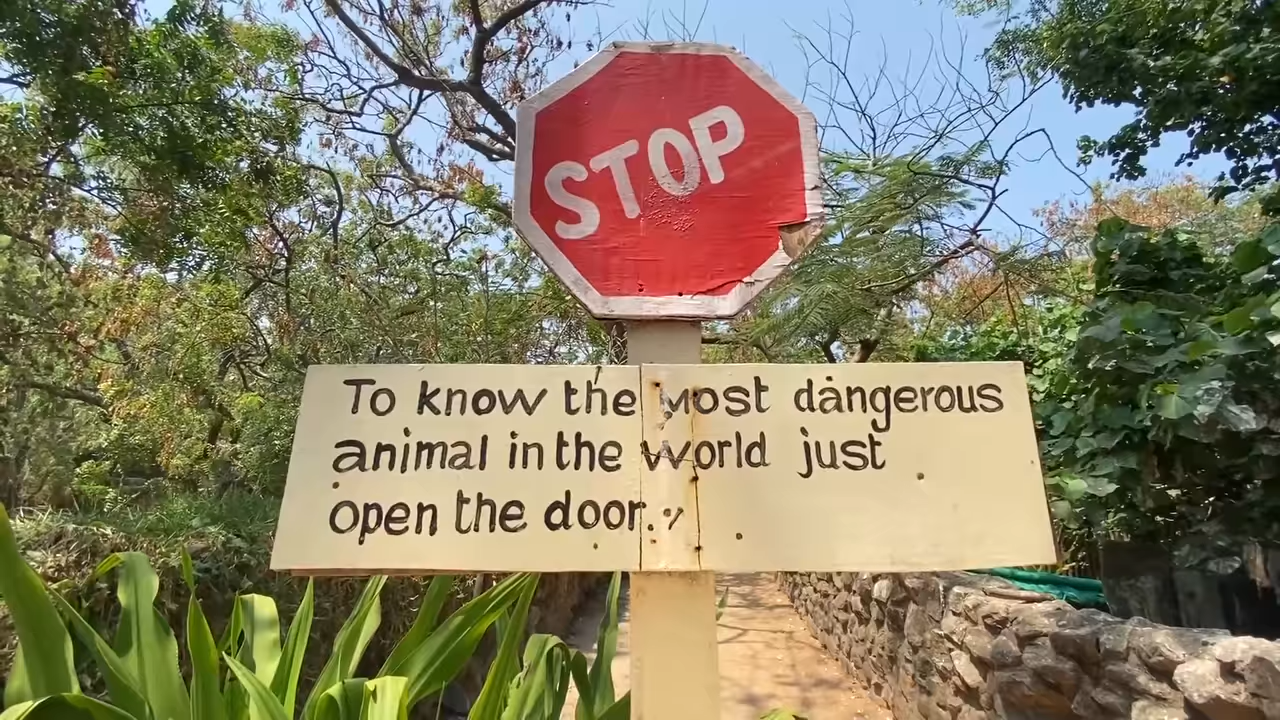 STOP
To know the most dangerous
animal in the world just
open the door.